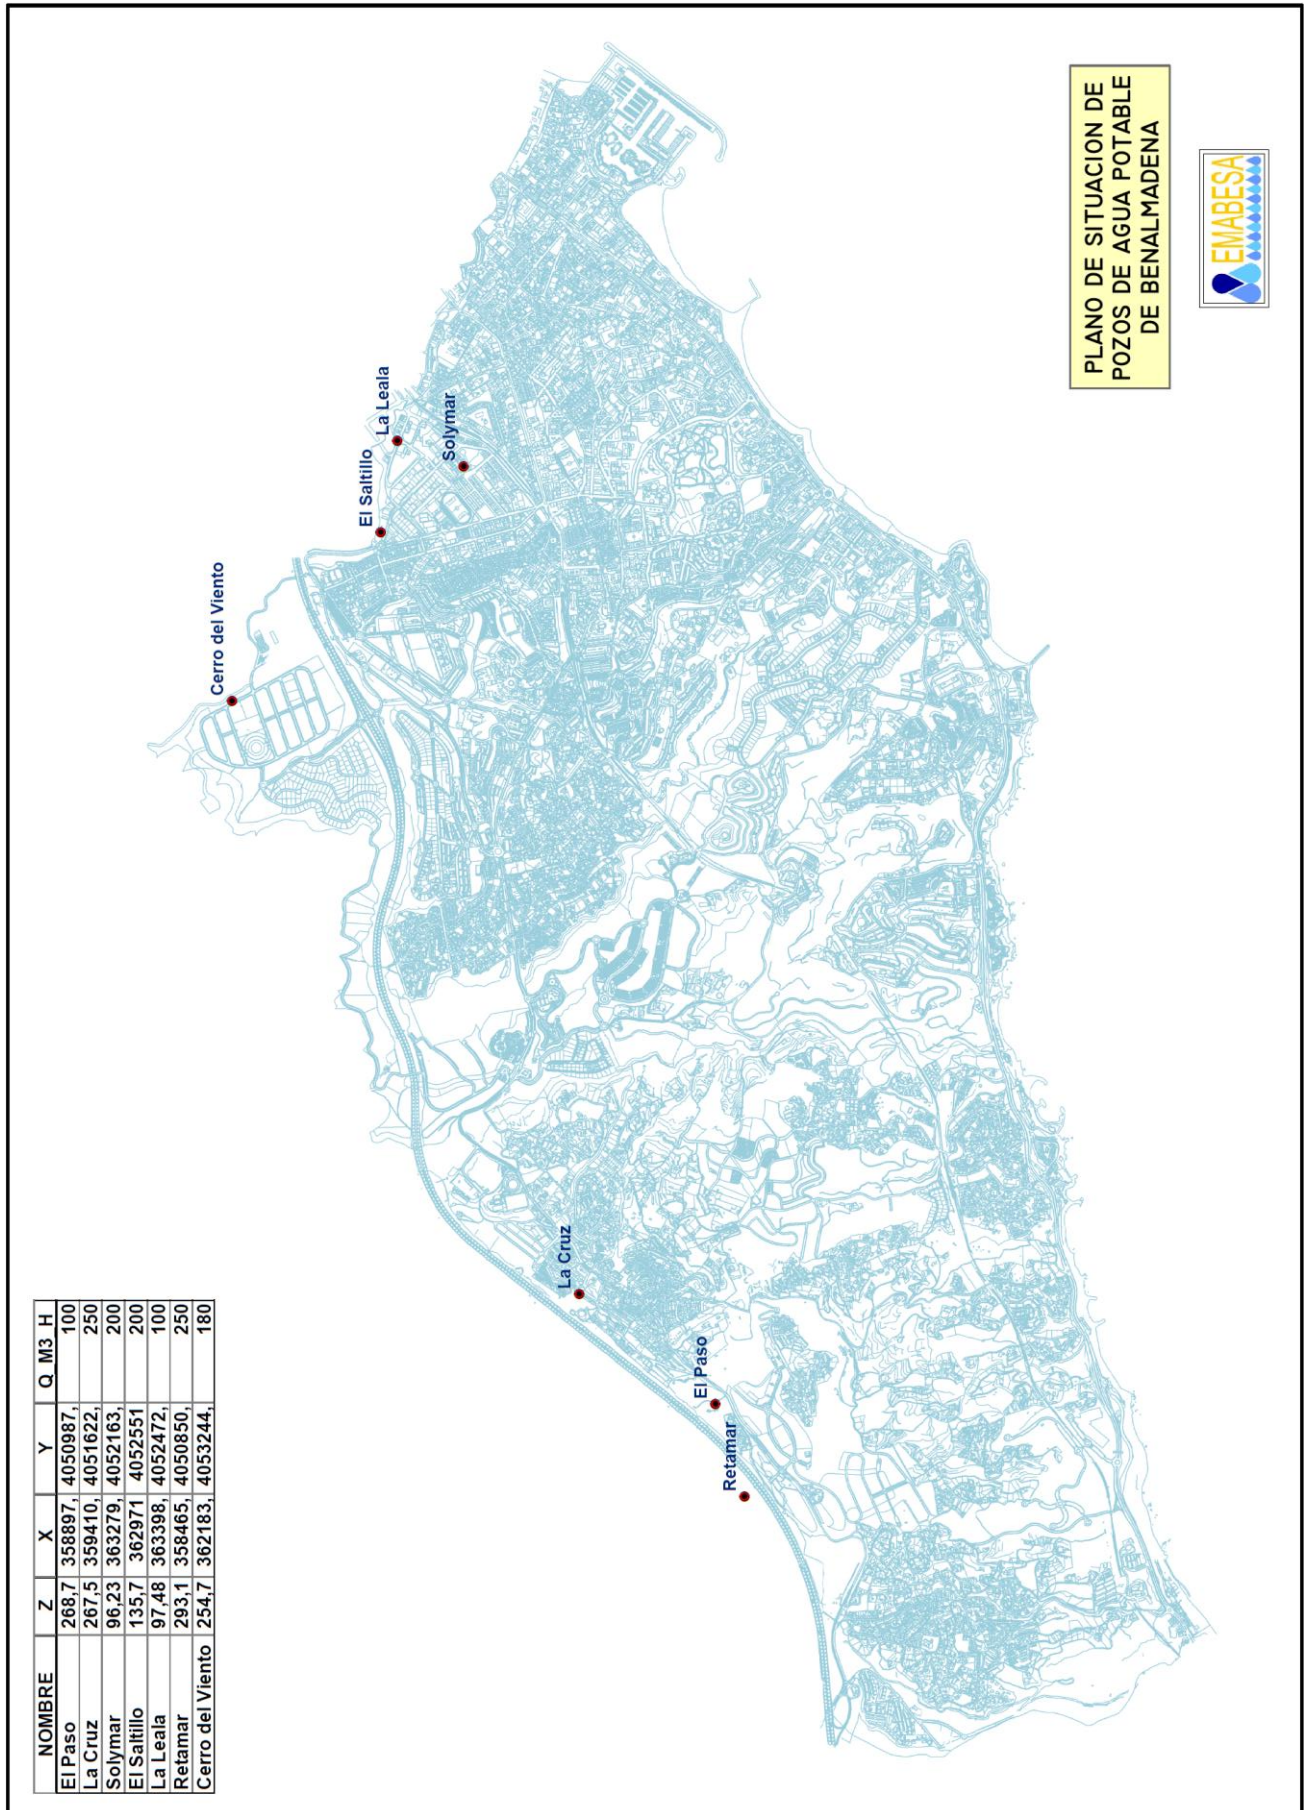 NOMBRE Z X Y Q_M3_H
El Paso 268,7 358897, 4050987, 100
La Cruz 267,5 359410, 4051622, 250
Solymar 96,23 363279, 4052163, 200
El Saltillo 135,7 362971 4052551 200
La Leala 97,48 363398, 4052472, 100
Retamar 293,1 358465, 4050850, 250
Cerro del Viento 254,7 362183, 4053244, 180
Cerro del Viento
El Saltillo
La Leala
Solymar
La Cruz
El Paso
Retamar
PLANO DE SITUACION DE
POZOS DE AGUA POTABLE
DE BENALMADENA
EMABESA